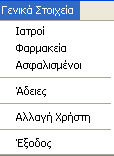 Γενικά Στοιχεία
Ιατροί
Φαρμακεία
Ασφαλισμένοι
Άδειες
Αλλαγή Χρήστη
Έξοδος